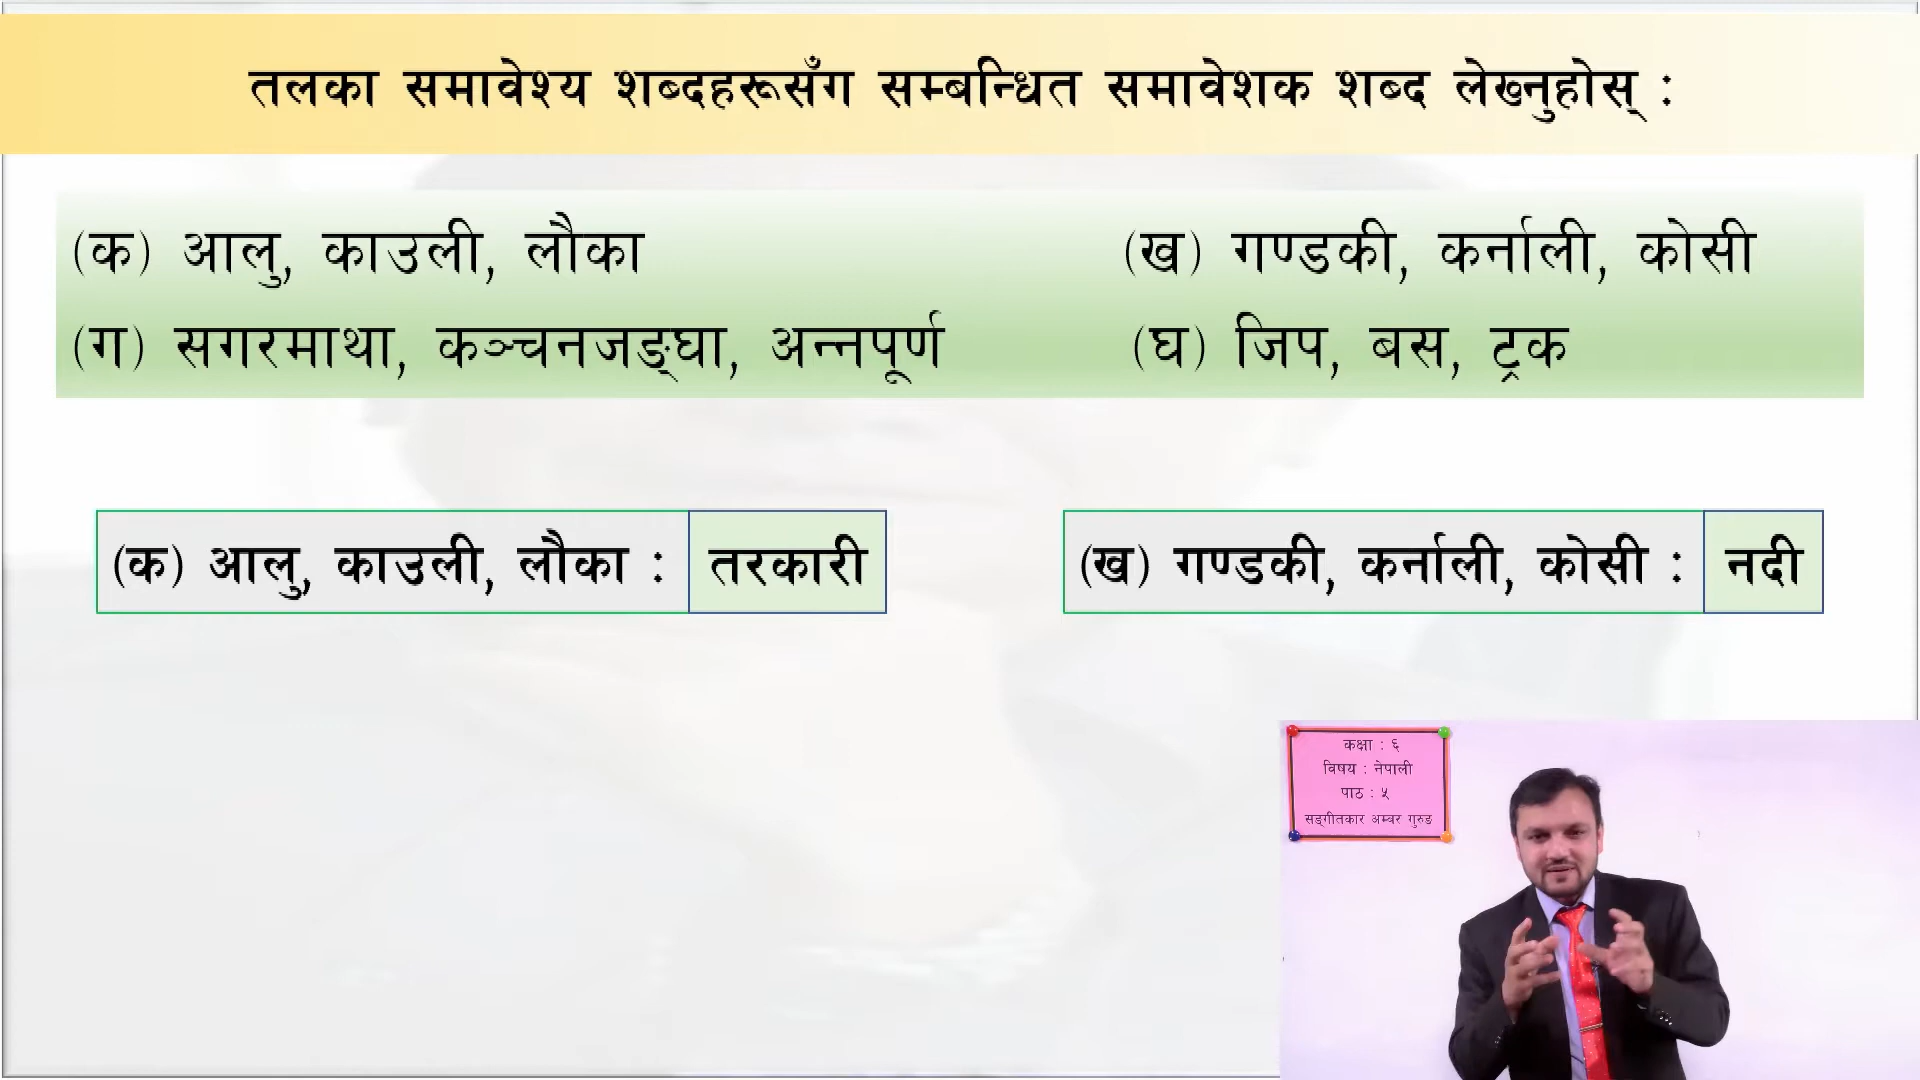 तलका समावेश्य शब्दहरूसँग सम्बन्धित समावेशक शब्द लेख्नुहोस् :
(क) आलु, काउली, लौका (ख) गण्डकी, कर्नाली, कोसी
(ग) सगरमाथा, कञ्चनजङ्घा, अन्नपूर्ण (घ) जिप, बस, ट्रक
(क) आलु, काउली, लौका : तरकारी (ख) गण्डकी, कर्नाली, कोसी : नदी
कक्षा : ६
विषय : नेपाली
पाठ : ५
सङ्गीतकार अम्बर गुरुङ